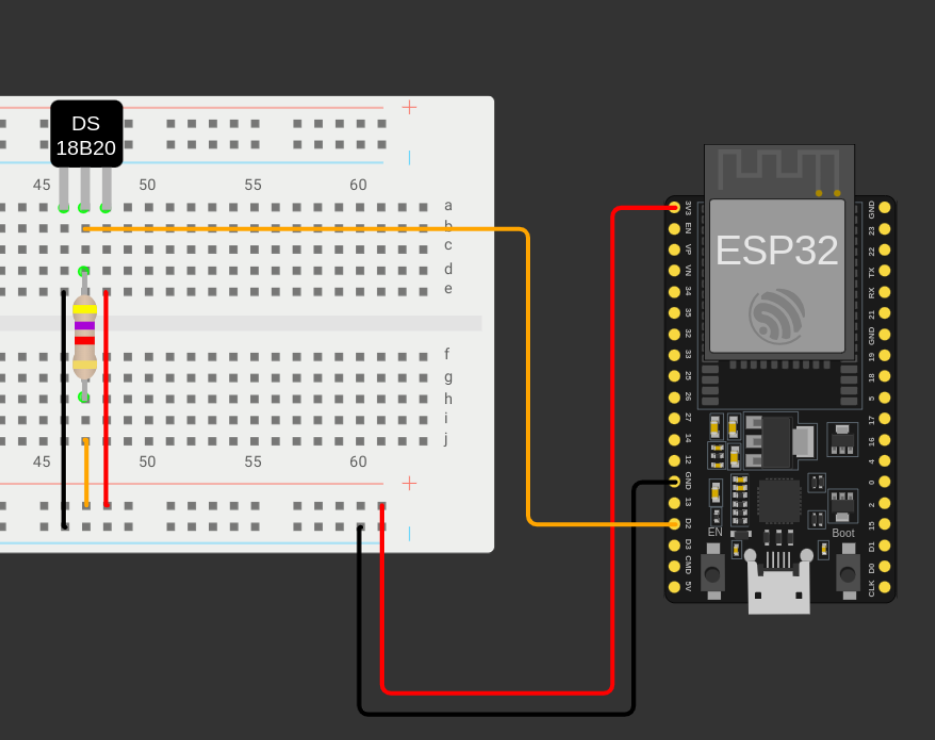 DS
18B20
45
50
55
60
a
b
c
d
e
f
g
h
i
j
45
50
55
60
ESP32
3V3
EN
VP
VN
34
35
32
33
25
26
27
14
12
GND
13
D2
D3
CMD
5V
GND
23
22
TX
RX
21
GND
19
18
5
17
16
4
0
2
15
D1
D0
CLK
EN
Boot